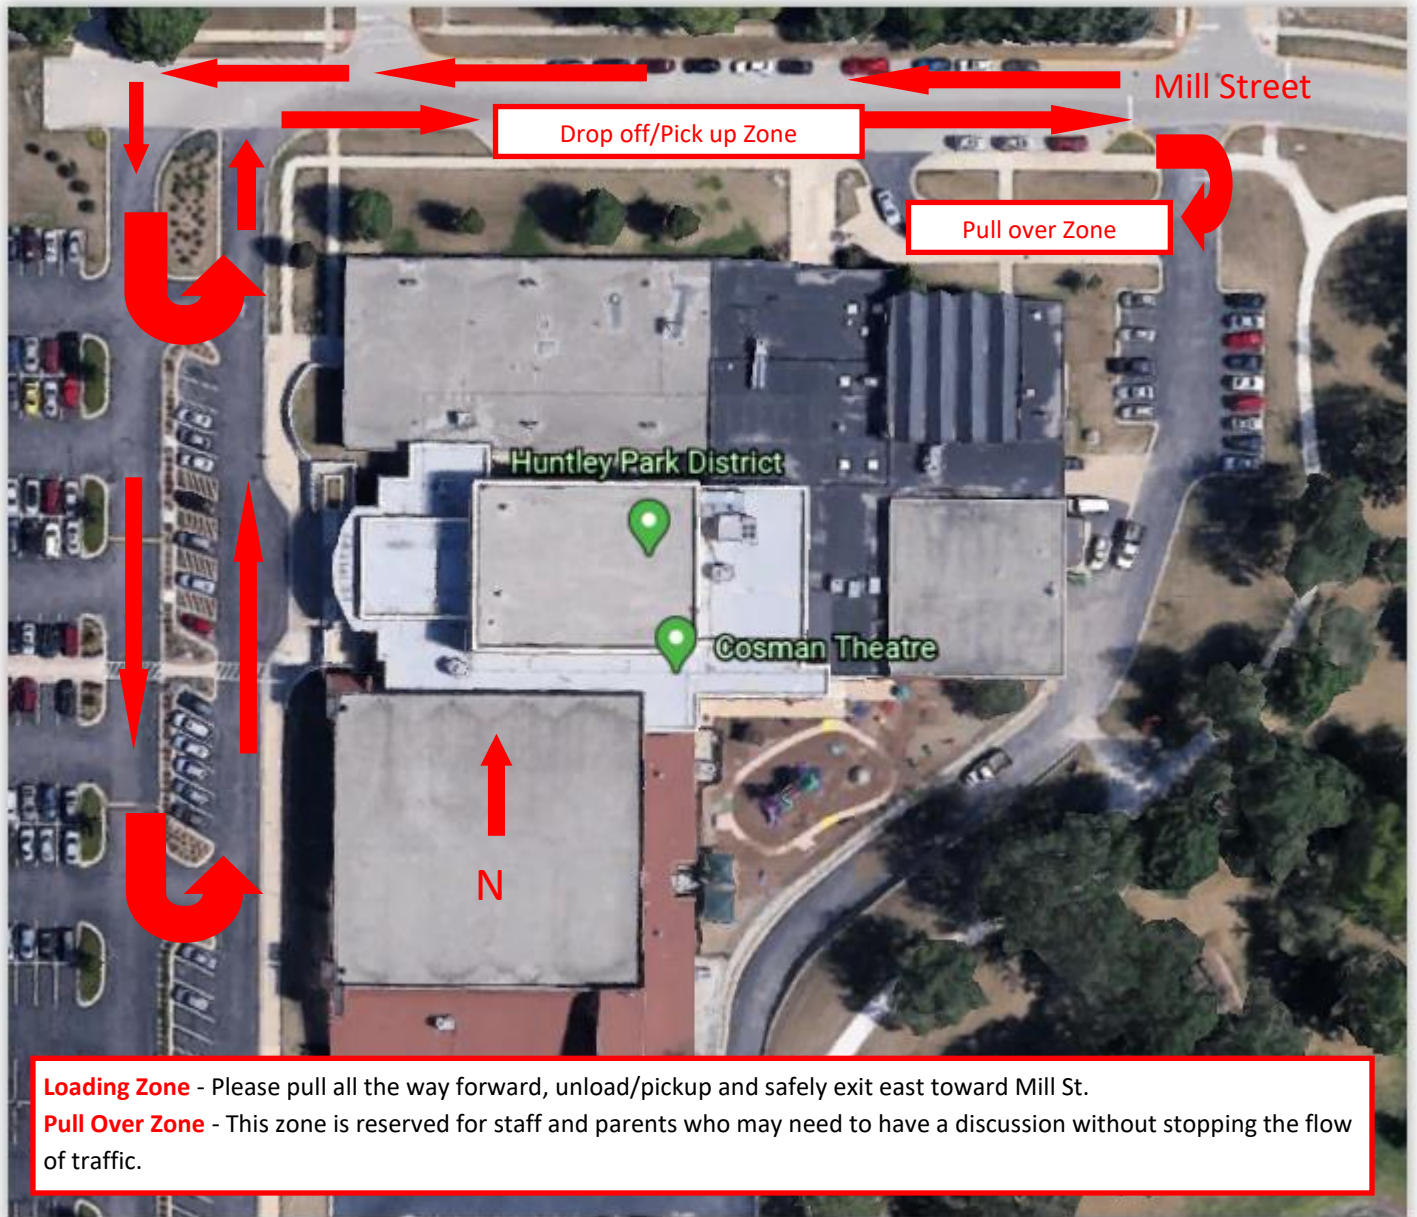 Mill Street
Drop off/Pick up Zone
Pull over Zone
Huntley Park District
Cosman Theatre
N
Loading Zone - Please pull all the way forward, unload/pickup and safely exit east toward Mill St.
Pull Over Zone - This zone is reserved for staff and parents who may need to have a discussion without stopping the flow
of traffic.